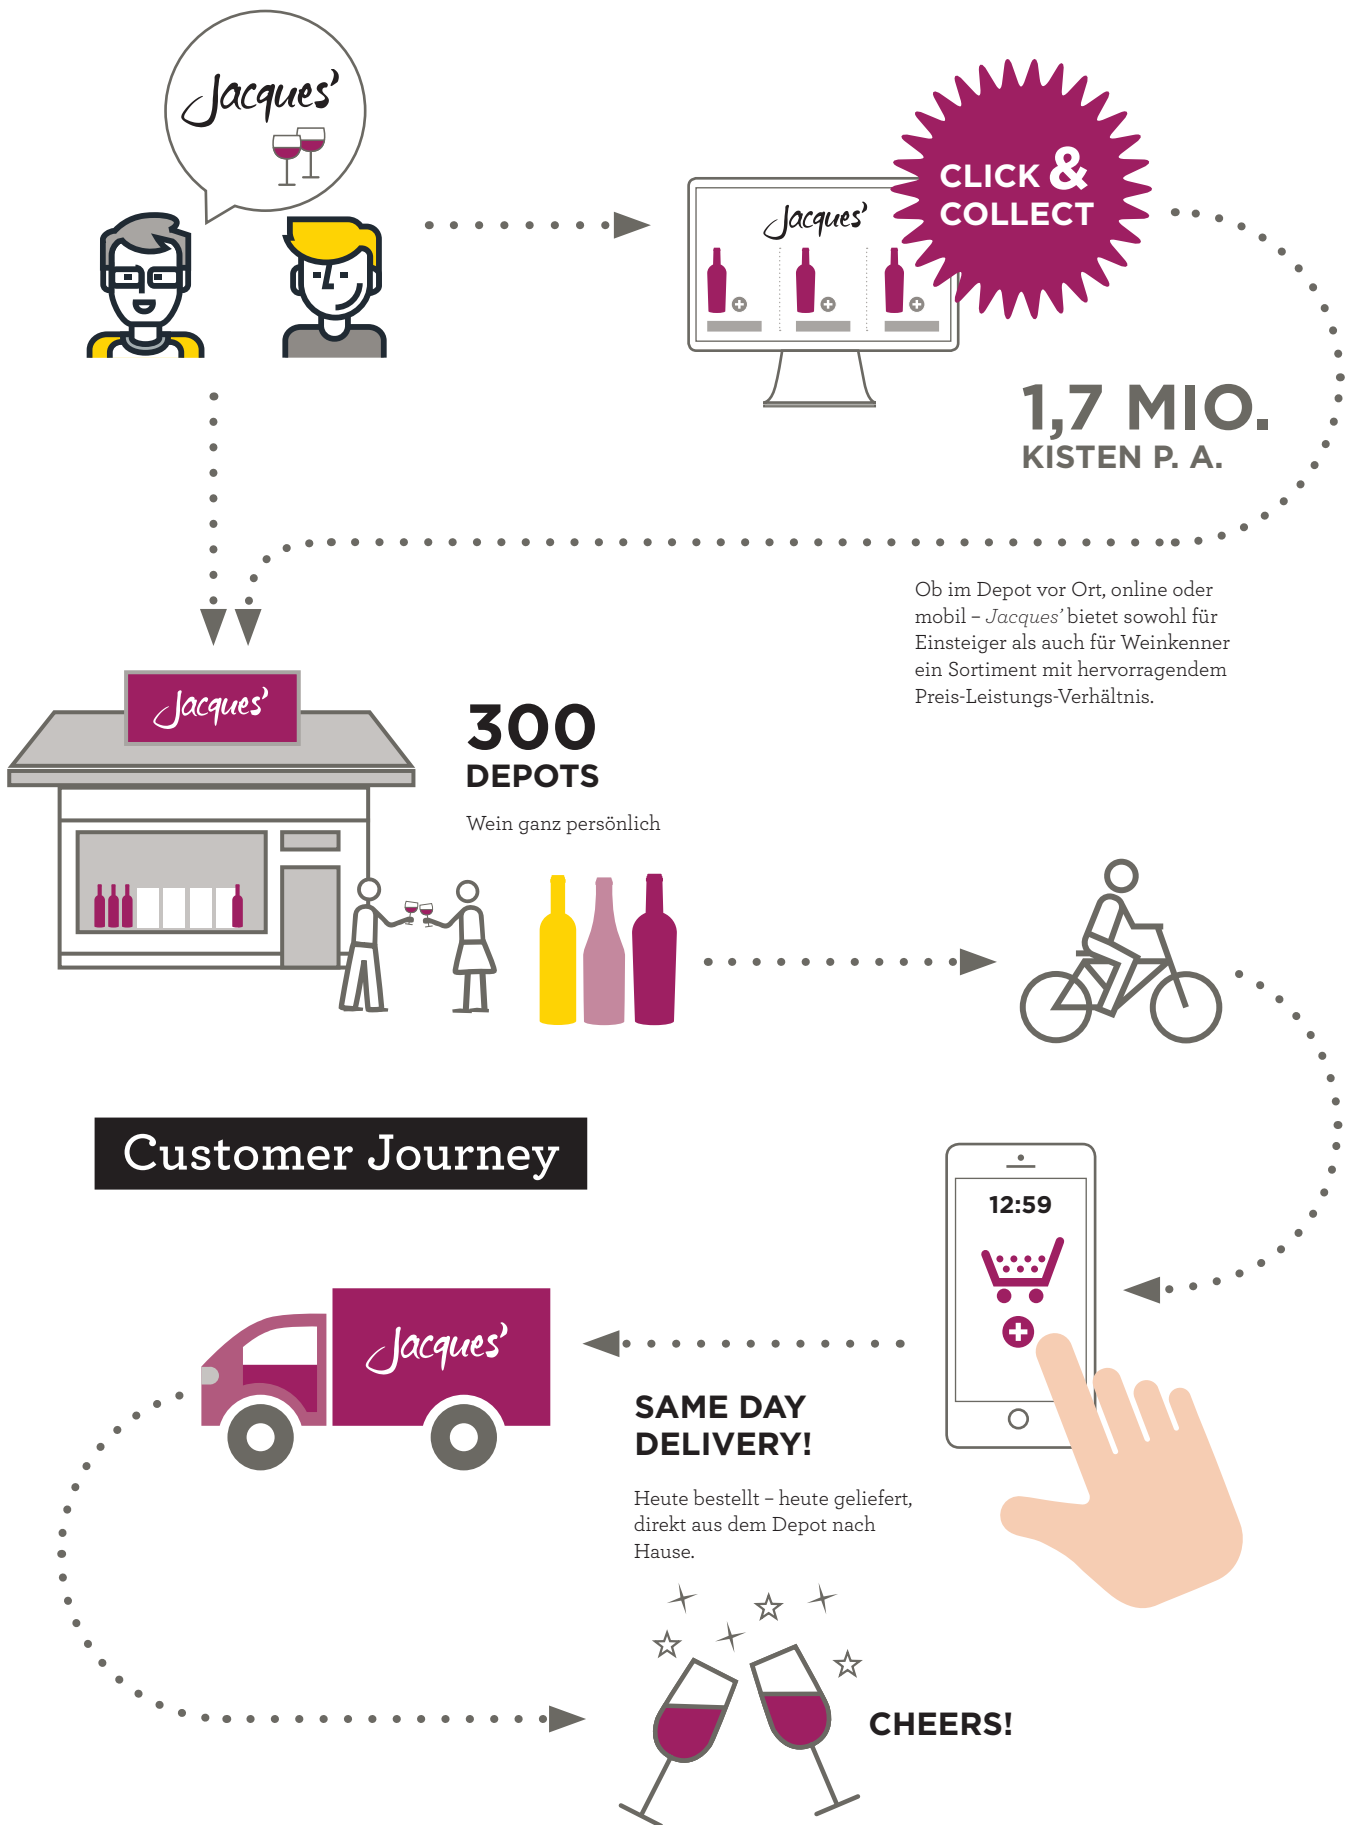 Jacques’
CLICK &
COLLECT
Jacques’
1,7 MIO.
KISTEN P. A.
Ob im Depot vor Ort, online oder
mobil – Jacques’ bietet sowohl für
Einsteiger als auch für Weinkenner
ein Sortiment mit hervorragendem
Preis-Leistungs-Verhältnis.
Jacques’
300
DEPOTS
Wein ganz persönlich
Customer Journey
12:59
Jacques’
SAME DAY
DELIVERY!
Heute bestellt – heute geliefert,
direkt aus dem Depot nach
Hause.
CHEERS!